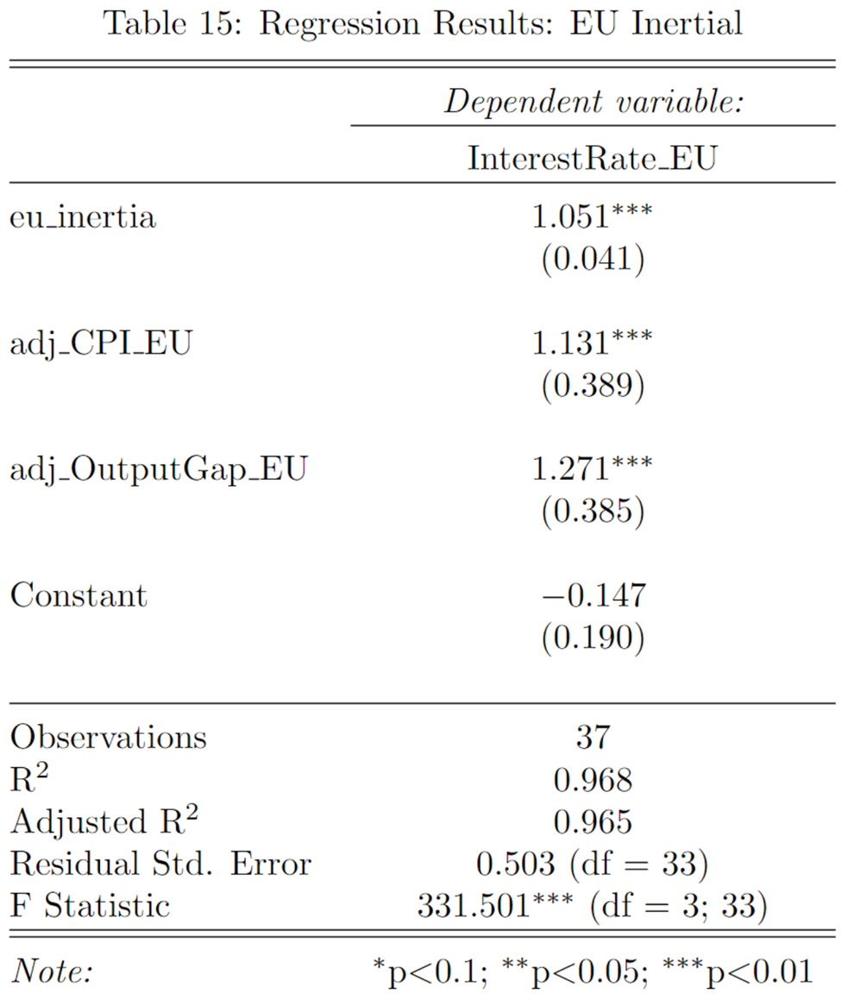 Table 15: Regression Results: EU Inertial
Dependent variable:
InterestRate_EU
eu_inertia 1.051***
(0.041)
adj_CPI_EU 1.131***
(0.389)
adj_OutputGap_EU 1.271***
(0.385)
Constant −0.147
(0.190)
Observations 37
R² 0.968
Adjusted R² 0.965
Residual Std. Error 0.503 (df = 33)
F Statistic 331.501*** (df = 3; 33)
Note: *p<0.1; **p<0.05; ***p<0.01